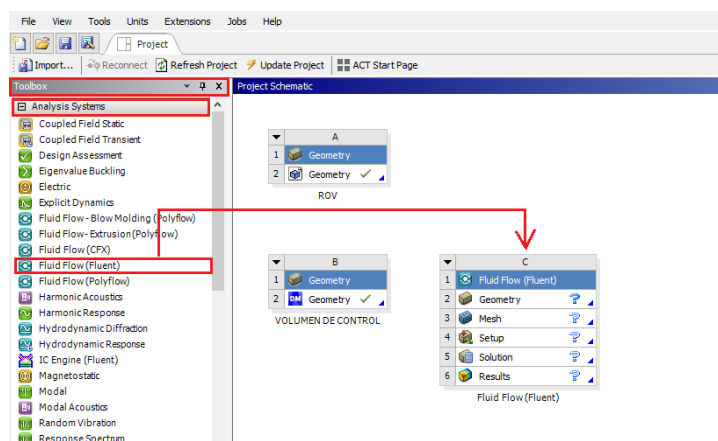 File View Tools Units Extensions Jobs Help
Project
Import... Reconnect Refresh Project Update Project ACT Start Page
Toolbox
Project Schematic
Analysis Systems
Coupled Field Static
Coupled Field Transient
Design Assessment
Eigenvalue Buckling
Electric
Explicit Dynamics
Fluid Flow - Blow Molding (Polyflow)
Fluid Flow - Extrusion (Polyflow)
Fluid Flow (CFX)
Fluid Flow (Fluent)
Fluid Flow (Polyflow)
Harmonic Acoustics
Harmonic Response
Hydrodynamic Diffraction
Hydrodynamic Response
IC Engine (Fluent)
Magnetostatic
Modal
Modal Acoustics
Random Vibration
Response Spectrum
A
1 Geometry
2 Geometry
ROV
B
1 Geometry
2 DM Geometry
VOLUMEN DE CONTROL
C
1 Fluid Flow (Fluent)
2 Geometry ?
3 Mesh ?
4 Setup ?
5 Solution ?
6 Results ?
Fluid Flow (Fluent)